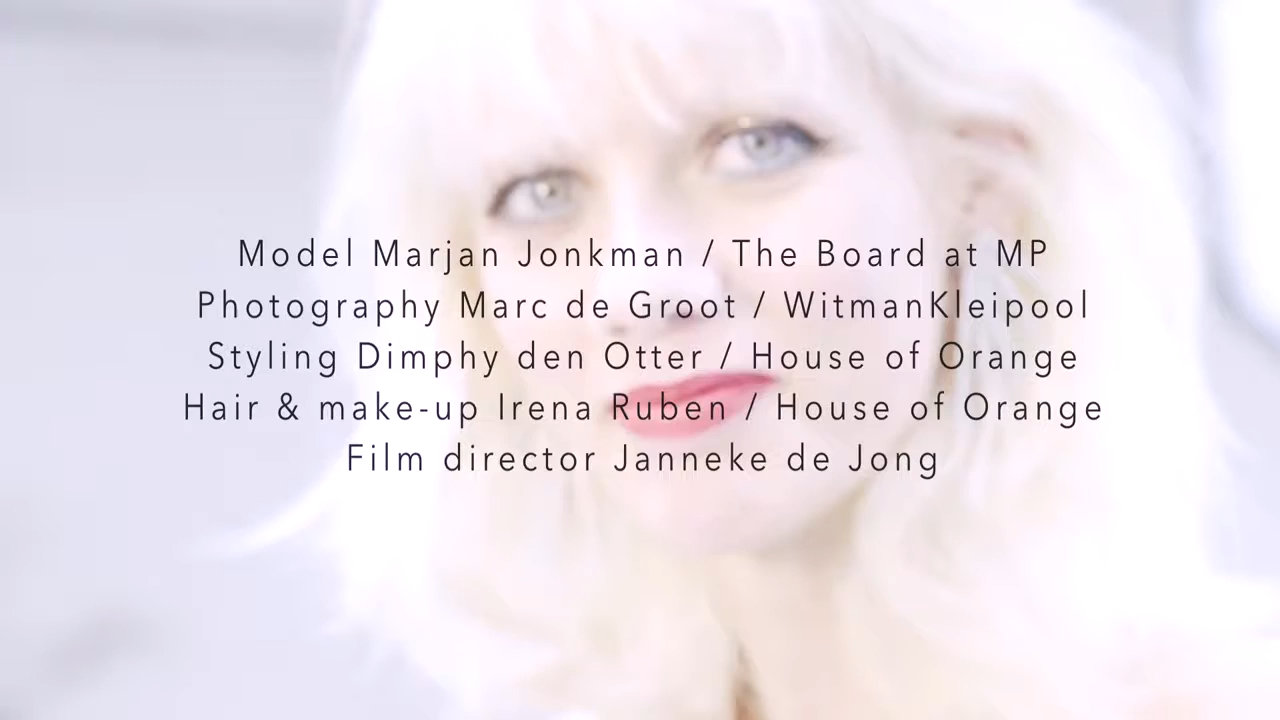 Model Marjan Jonkman / The Board at MP
Photography Marc de Groot / WitmanKleipool
Styling Dimphy den Otter / House of Orange
Hair & make-up Irena Ruben / House of Orange
Film director Janneke de Jong